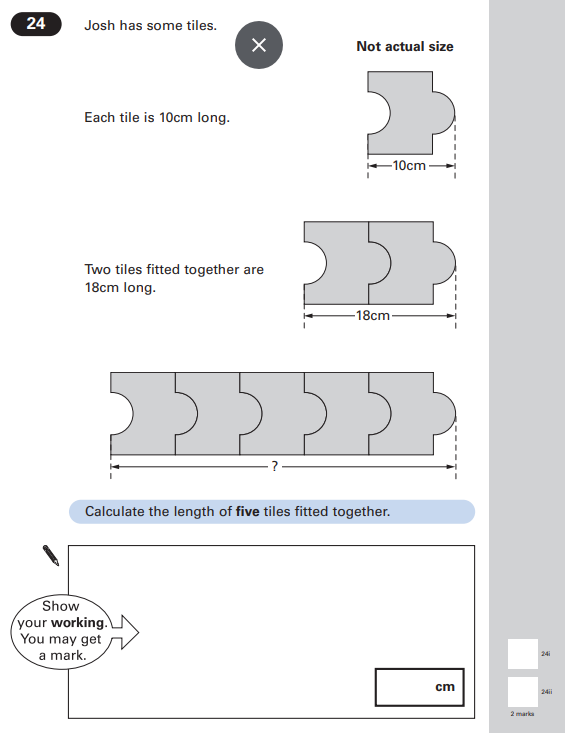 24
Josh has some tiles.
Not actual size
Each tile is 10cm long.
10cm
Two tiles fitted together are
18cm long.
18cm
?
Calculate the length of five tiles fitted together.
Show
your working.
You may get
a mark.
cm
24i
24ii
2 marks